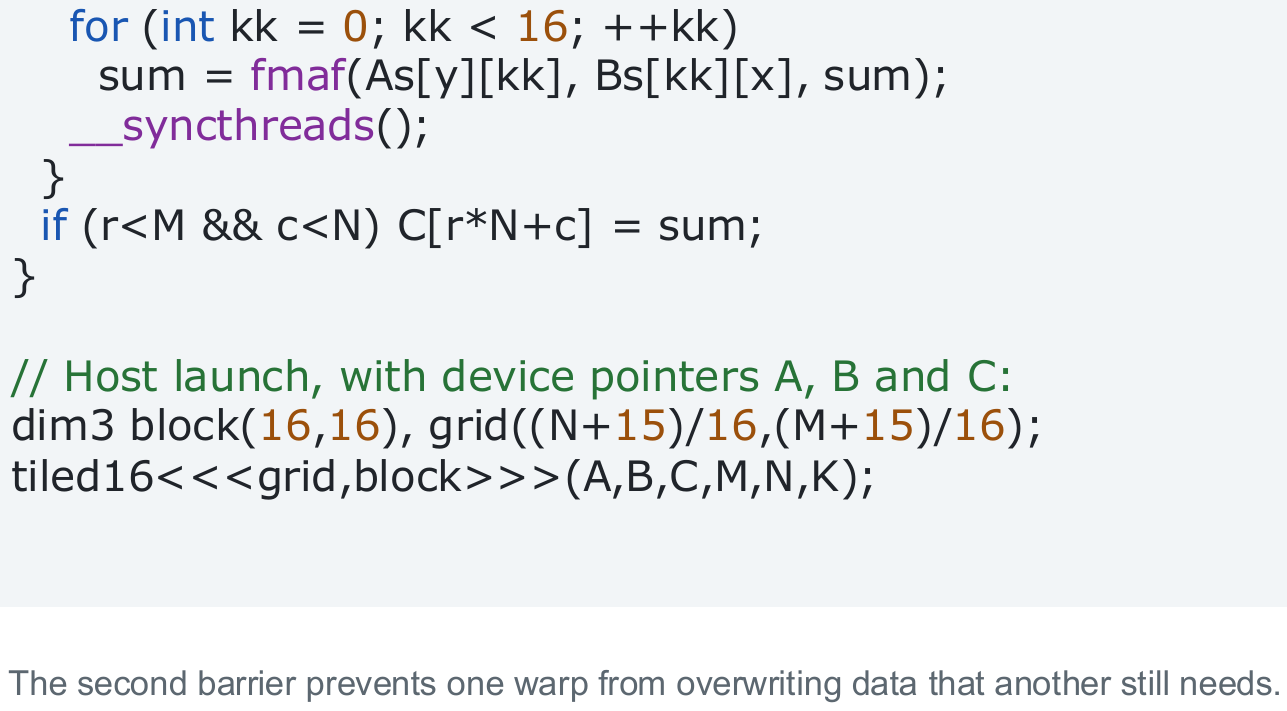 for (int kk = 0; kk < 16; ++kk)
sum = fmaf(As[y][kk], Bs[kk][x], sum);
__syncthreads();
}
if (r<M && c<N) C[r*N+c] = sum;
}
// Host launch, with device pointers A, B and C:
dim3 block(16,16), grid((N+15)/16,(M+15)/16);
tiled16<<<grid,block>>>(A,B,C,M,N,K);
The second barrier prevents one warp from overwriting data that another still needs.